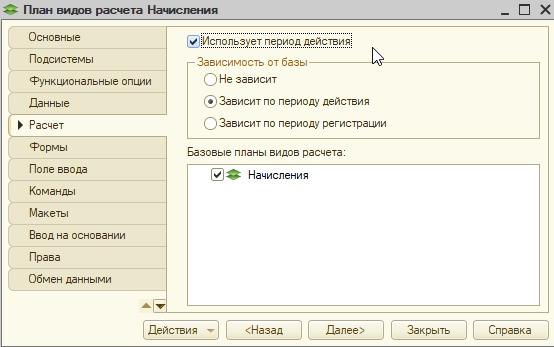 План видов расчета Начисления
Основные
Подсистемы
Функциональные опции
Данные
Расчет
Формы
Поле ввода
Команды
Макеты
Ввод на основании
Права
Обмен данными
Использует период действия
Зависимость от базы
Не зависит
Зависит по периоду действия
Зависит по периоду регистрации
Базовые планы видов расчета:
Начисления
Действия
<Назад
Далее>
Закрыть
Справка